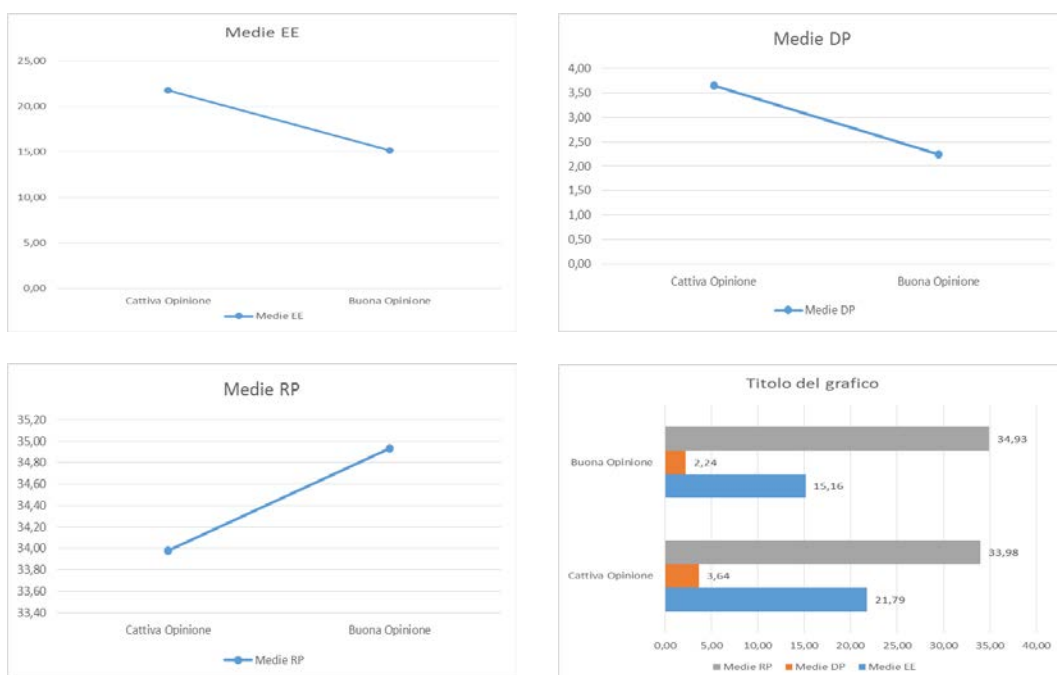 Medie EE
25,00
20,00
15,00
10,00
5,00
0,00
Cattiva Opinione Buona Opinione
Medie EE
Medie DP
4,00
3,50
3,00
2,50
2,00
1,50
1,00
0,50
0,00
Cattiva Opinione Buona Opinione
Medie DP
Medie RP
35,20
35,00
34,80
34,60
34,40
34,20
34,00
33,80
33,60
33,40
Cattiva Opinione Buona Opinione
Medie RP
Titolo del grafico
34,93
Buona Opinione 2,24
15,16
33,98
Cattiva Opinione 3,64
21,79
0,00 5,00 10,00 15,00 20,00 25,00 30,00 35,00 40,00
Medie RP Medie DP Medie EE